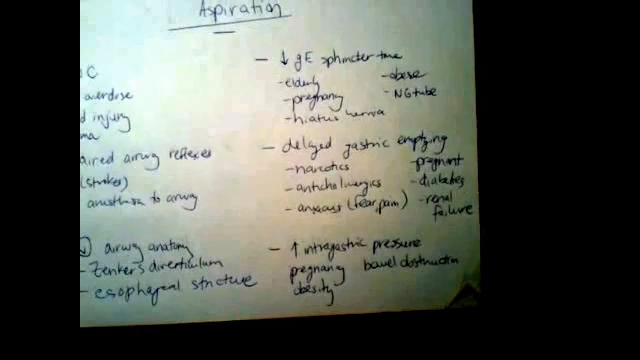 Aspiration
C
overdose
injury
aired airway reflexes
(strokes)
to airway
airway anatomy
- Zenker's diverticulum
- esophageal stricture
- ↓ gE sphincter tone
- elderly - obese
- pregnancy - NG tube
- hiatus hernia
- delayed gastric emptying
- narcotics - pregnant
- anticholinergics - diabetes
- (fear, pain) - renal failure
- ↑ intragastric pressure
pregnancy bowel obstruction
obesity